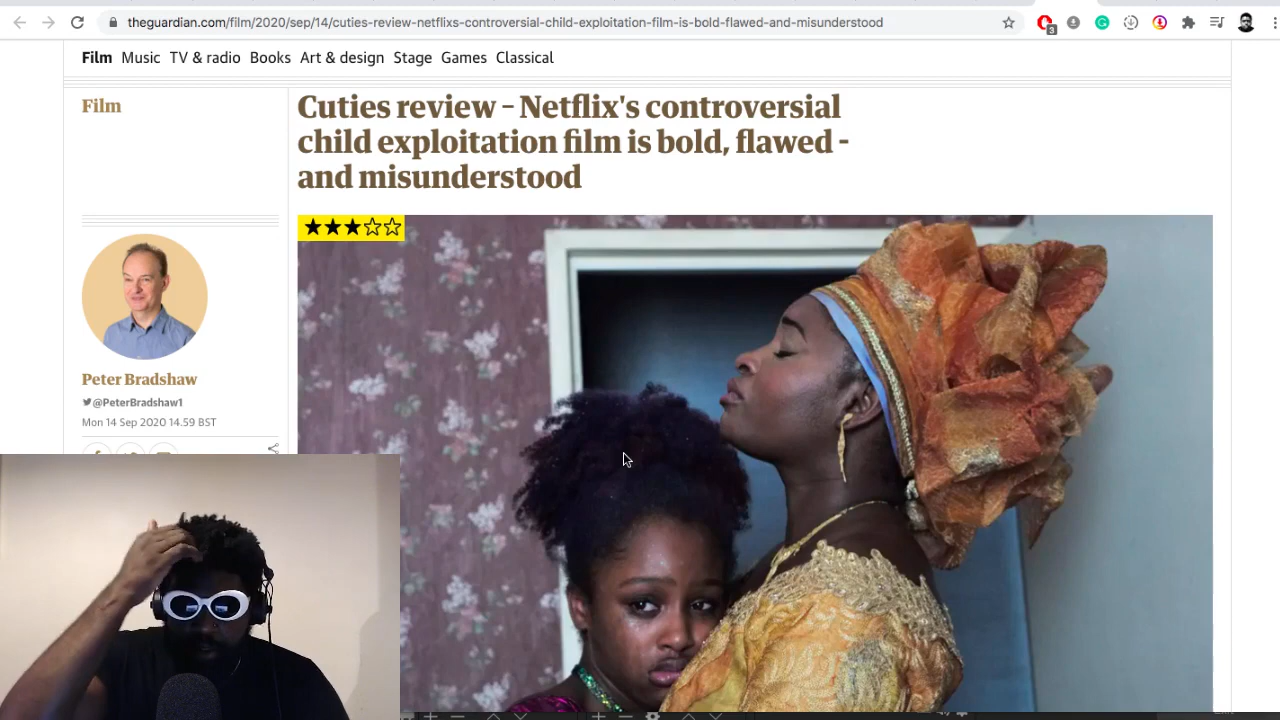 theguardian.com/film/2020/sep/14/cuties-review-netflixs-controversial-child-exploitation-film-is-bold-flawed-and-misunderstood
3
Film Music TV & radio Books Art & design Stage Games Classical
Film
Cuties review – Netflix's controversial
child exploitation film is bold, flawed -
and misunderstood
Peter Bradshaw
@PeterBradshaw1
Mon 14 Sep 2020 14.59 BST